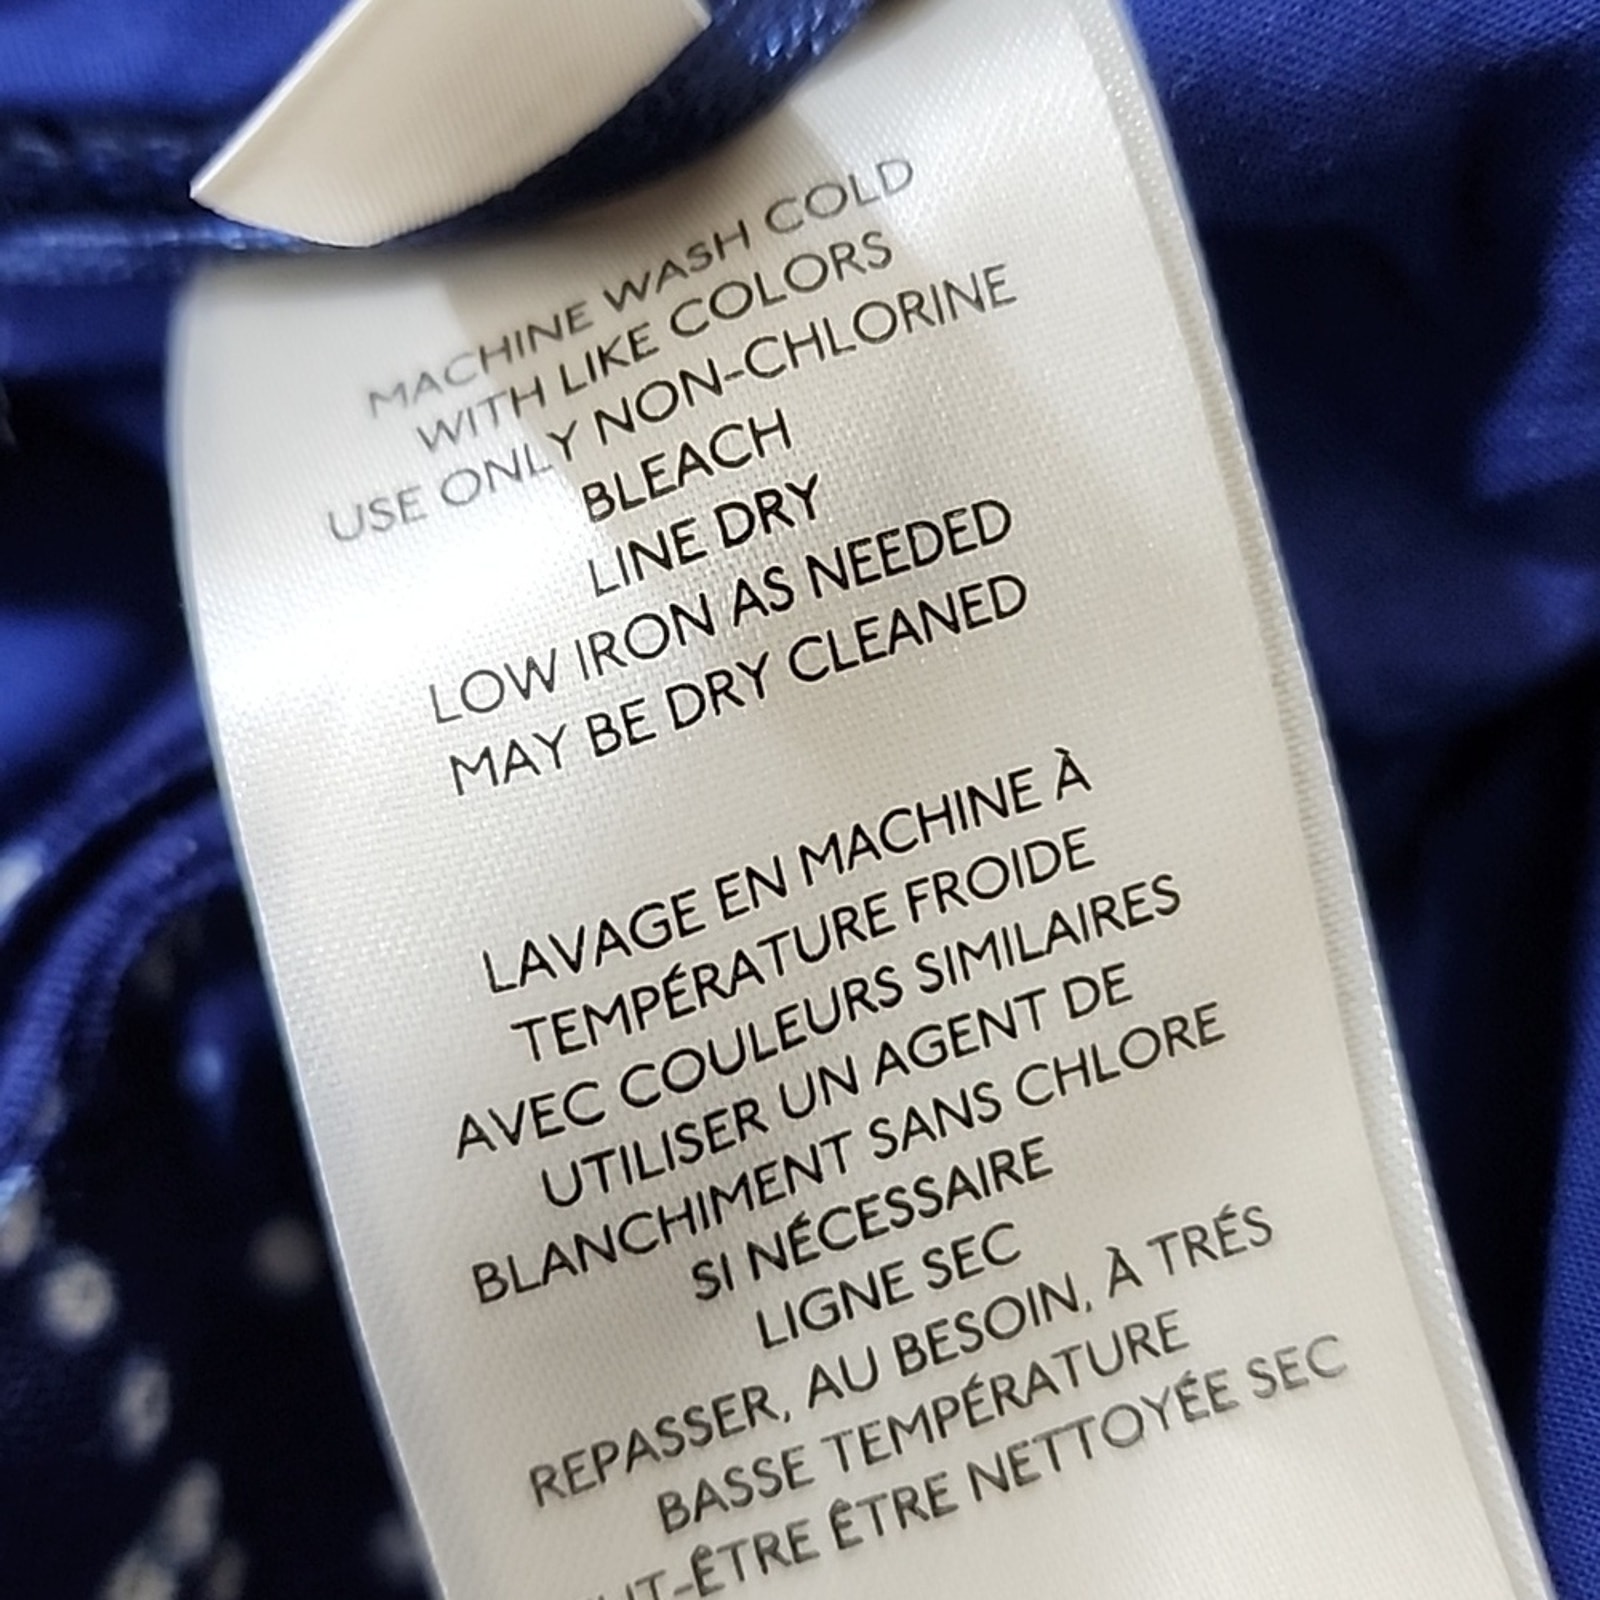 MACHINE WASH COLD
WITH LIKE COLORS
USE ONLY NON-CHLORINE
BLEACH
LINE DRY
LOW IRON AS NEEDED
MAY BE DRY CLEANED
LAVAGE EN MACHINE À
TEMPÉRATURE FROIDE
AVEC COULEURS SIMILAIRES
UTILISER UN AGENT DE
BLANCHIMENT SANS CHLORE
SI NÉCESSAIRE
LIGNE SEC
REPASSER, AU BESOIN, À TRÉS
BASSE TEMPÉRATURE
ÊTRE NETTOYÉE SEC